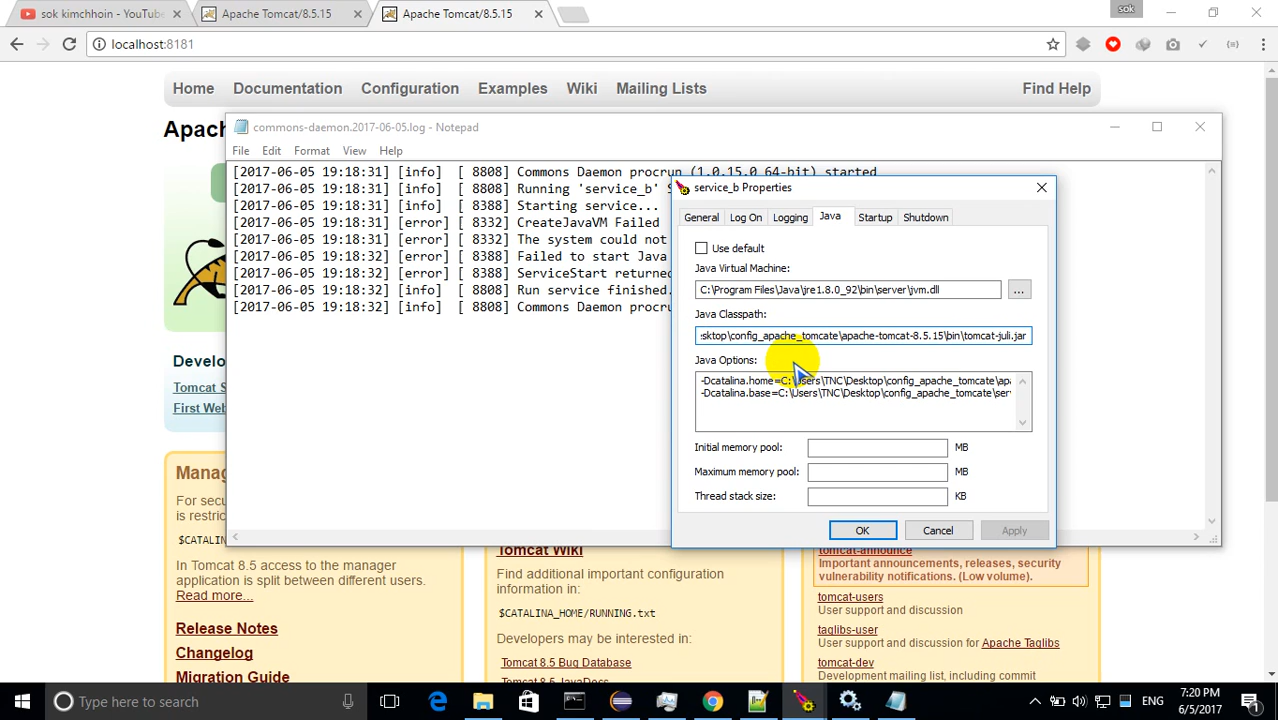 sok kimchhoin - YouTub
Apache Tomcat/8.5.15
Apache Tomcat/8.5.15
sok
localhost:8181
Home Documentation Configuration Examples Wiki Mailing Lists Find Help
Apac
commons-daemon.2017-06-05.log - Notepad
File Edit Format View Help
[2017-06-05 19:18:31] [info] [ 8808] Commons Daemon procrun (1.0.15.0 64-bit) started
[2017-06-05 19:18:31] [info] [ 8808] Running 'service_b' S
[2017-06-05 19:18:31] [info] [ 8388] Starting service...
[2017-06-05 19:18:31] [error] [ 8332] CreateJavaVM Failed
[2017-06-05 19:18:31] [error] [ 8332] The system could not
[2017-06-05 19:18:32] [error] [ 8388] Failed to start Java
[2017-06-05 19:18:32] [error] [ 8388] ServiceStart returned
[2017-06-05 19:18:32] [info] [ 8388] Run service finished.
[2017-06-05 19:18:32] [info] [ 8808] Commons Daemon procru
service_b Properties
General Log On Logging Java Startup Shutdown
Use default
Java Virtual Machine:
C:\Program Files\Java\jre1.8.0_92\bin\server\jvm.dll
...
Java Classpath:
sktop\config_apache_tomcate\apache-tomcat-8.5.15\bin\tomcat-juli.jar
Java Options:
-Dcatalina.home=C:\Users\TNC\Desktop\config_apache_tomcate\apa
-Dcatalina.base=C:\Users\TNC\Desktop\config_apache_tomcate\ser
Initial memory pool: MB
Maximum memory pool: MB
Thread stack size: KB
OK Cancel Apply
Develo
Tomcat S
First Web
Manag
For secu
is restric
$CATALIN
In Tomcat 8.5 access to the manager
application is split between different users.
Read more...
Release Notes
Changelog
Migration Guide
Tomcat Wiki
Find additional important configuration
information in:
$CATALINA_HOME/RUNNING.txt
Developers may be interested in:
Tomcat 8.5 Bug Database
Tomcat 8.5 JavaDocs
tomcat-announce
Important announcements, releases, security
vulnerability notifications. (Low volume).
tomcat-users
User support and discussion
taglibs-user
User support and discussion for Apache Taglibs
tomcat-dev
Development mailing list, including commit
Type here to search
ENG
7:20 PM
6/5/2017
1